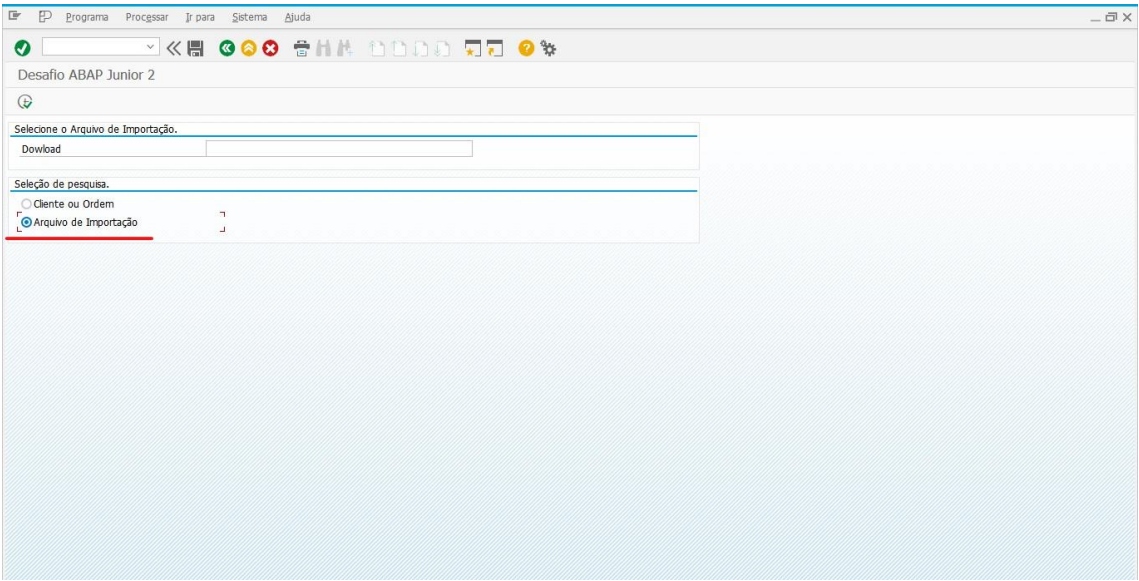 Programa Processar Ir para Sistema Ajuda
Desafio ABAP Junior 2
Selecione o Arquivo de Importação.
Dowload
Seleção de pesquisa.
Cliente ou Ordem
Arquivo de Importação